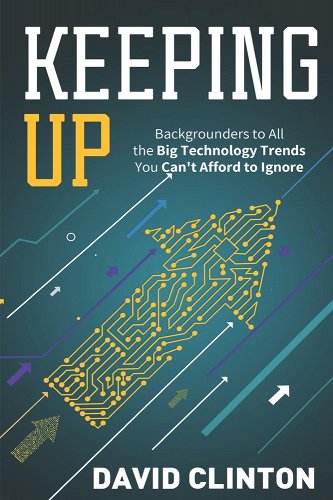 KEEPING
UP
Backgrounders to All
the Big Technology Trends
You Can't Afford to Ignore
DAVID CLINTON